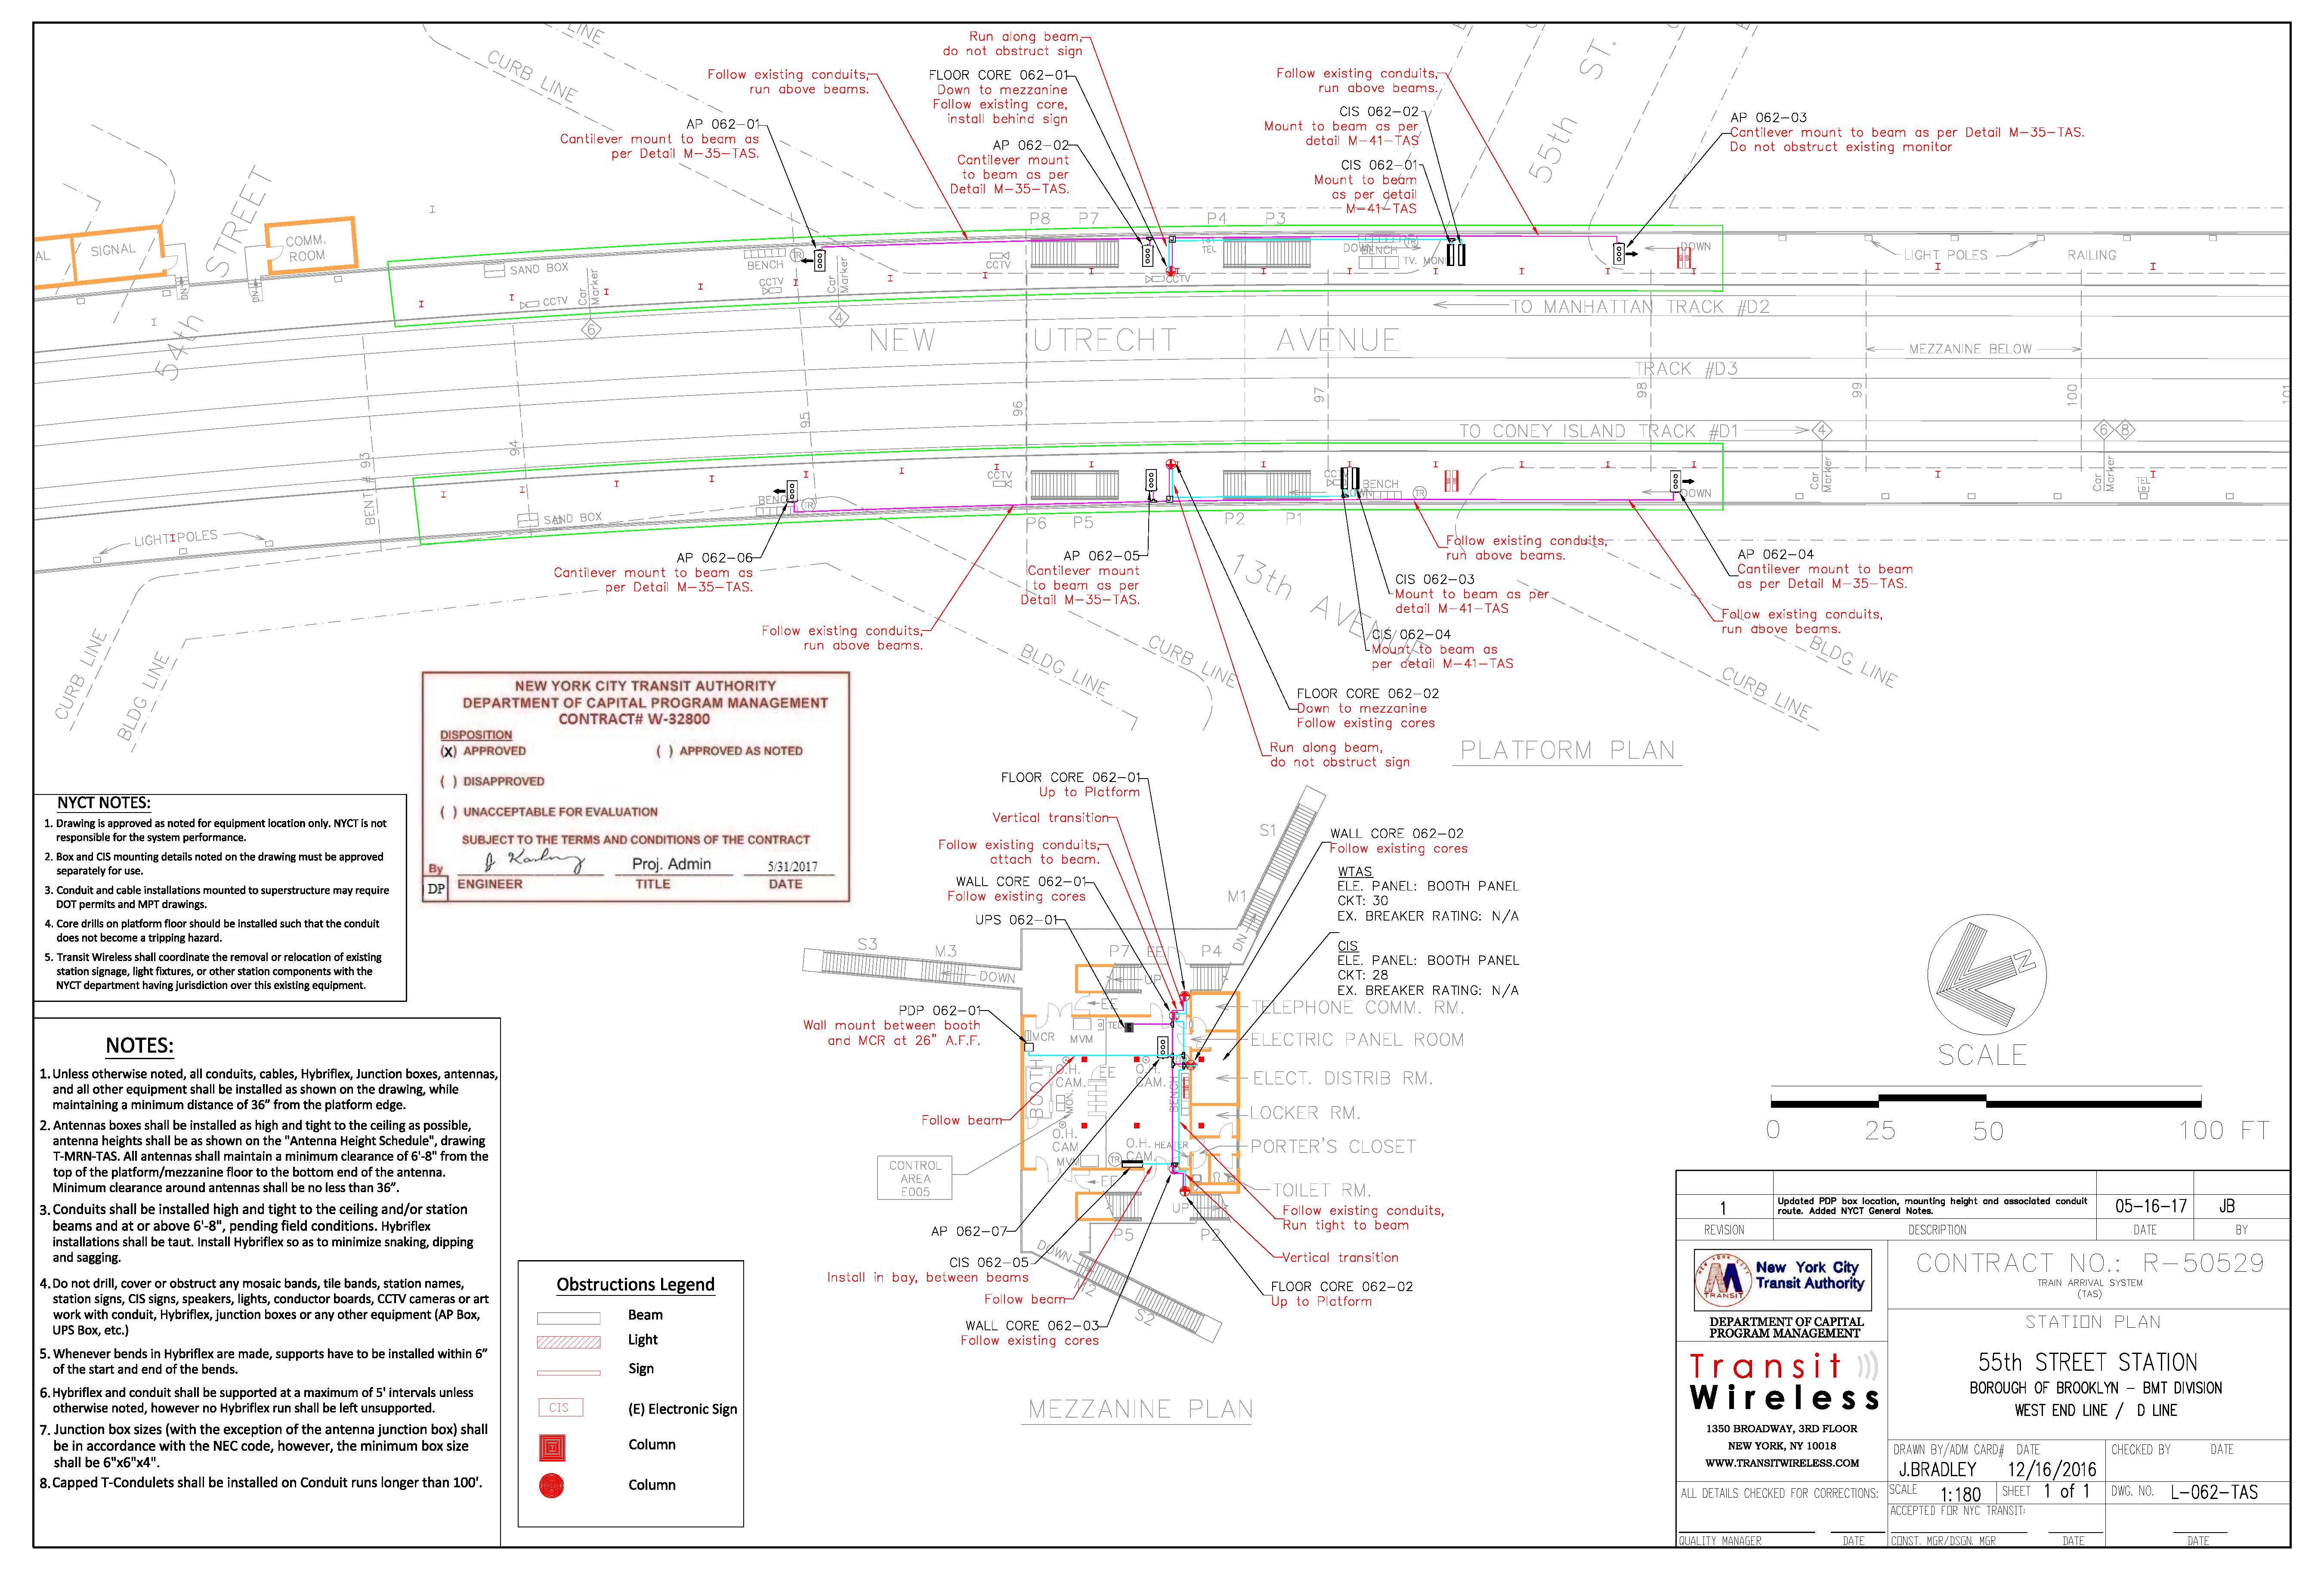 LINE
CURB LINE
54th STREET
AL
SIGNAL
COMM.
ROOM
DN
DN
Follow existing conduits,
run above beams.
Run along beam,
do not obstruct sign
FLOOR CORE 062-01
Down to mezzanine
Follow existing core,
install behind sign
AP 062-01
Cantilever mount to beam as
per Detail M-35-TAS.
AP 062-02
Cantilever mount
to beam as per
Detail M-35-TAS.
Follow existing conduits,
run above beams.
CIS 062-02
Mount to beam as per
detail M-41-TAS
CIS 062-01
Mount to beam
as per detail
M-41-TAS
55th ST.
AP 062-03
Cantilever mount to beam as per Detail M-35-TAS.
Do not obstruct existing monitor
P8 P7 P4 P3
SAND BOX
BENCH
TR
CCTV
CCTV
Car
Marker
6
Car
Marker
4
CCTV
CCTV
TEL
DOWN
BENCH
TR
TV. MON
DOWN
LIGHT POLES
RAILING
TO MANHATTAN TRACK #D2
NEW UTRECHT AVENUE
MEZZANINE BELOW
TRACK #D3
TO CONEY ISLAND TRACK #D1
4
6 8
BENT # 93
94
95
96
97
98
99
100
101
CCTV
BENCH
TR
SAND BOX
LIGHT POLES
BENCH
TR
DOWN
Car
Marker
Car
Marker
TEL
P6 P5 P2 P1
AP 062-06
Cantilever mount to beam as
per Detail M-35-TAS.
AP 062-05
Cantilever mount
to beam as per
Detail M-35-TAS.
Follow existing conduits,
run above beams.
Follow existing conduits,
run above beams.
CIS 062-03
Mount to beam as per
detail M-41-TAS
CIS 062-04
Mount to beam as
per detail M-41-TAS
AP 062-04
Cantilever mount to beam
as per Detail M-35-TAS.
Follow existing conduits,
run above beams.
13th AVENUE
CURB LINE
BLDG LINE
BLDG LINE
CURB LINE
BLDG LINE
CURB LINE
FLOOR CORE 062-02
Down to mezzanine
Follow existing cores
Run along beam,
do not obstruct sign
PLATFORM PLAN
NEW YORK CITY TRANSIT AUTHORITY
DEPARTMENT OF CAPITAL PROGRAM MANAGEMENT
CONTRACT# W-32800
DISPOSITION
(X) APPROVED ( ) APPROVED AS NOTED
( ) DISAPPROVED
( ) UNACCEPTABLE FOR EVALUATION
SUBJECT TO THE TERMS AND CONDITIONS OF THE CONTRACT
By Proj. Admin 5/31/2017
DP ENGINEER TITLE DATE
NYCT NOTES:
1. Drawing is approved as noted for equipment location only. NYCT is not
responsible for the system performance.
2. Box and CIS mounting details noted on the drawing must be approved
separately for use.
3. Conduit and cable installations mounted to superstructure may require
DOT permits and MPT drawings.
4. Core drills on platform floor should be installed such that the conduit
does not become a tripping hazard.
5. Transit Wireless shall coordinate the removal or relocation of existing
station signage, light fixtures, or other station components with the
NYCT department having jurisdiction over this existing equipment.
NOTES:
1. Unless otherwise noted, all conduits, cables, Hybriflex, Junction boxes, antennas,
and all other equipment shall be installed as shown on the drawing, while
maintaining a minimum distance of 36” from the platform edge.
2. Antennas boxes shall be installed as high and tight to the ceiling as possible,
antenna heights shall be as shown on the "Antenna Height Schedule", drawing
T-MRN-TAS. All antennas shall maintain a minimum clearance of 6'-8" from the
top of the platform/mezzanine floor to the bottom end of the antenna.
Minimum clearance around antennas shall be no less than 36”.
3. Conduits shall be installed high and tight to the ceiling and/or station
beams and at or above 6'-8", pending field conditions. Hybriflex
installations shall be taut. Install Hybriflex so as to minimize snaking, dipping
and sagging.
4. Do not drill, cover or obstruct any mosaic bands, tile bands, station names,
station signs, CIS signs, speakers, lights, conductor boards, CCTV cameras or art
work with conduit, Hybriflex, junction boxes or any other equipment (AP Box,
UPS Box, etc.)
5. Whenever bends in Hybriflex are made, supports have to be installed within 6”
of the start and end of the bends.
6. Hybriflex and conduit shall be supported at a maximum of 5' intervals unless
otherwise noted, however no Hybriflex run shall be left unsupported.
7. Junction box sizes (with the exception of the antenna junction box) shall
be in accordance with the NEC code, however, the minimum box size
shall be 6"x6"x4".
8. Capped T-Condulets shall be installed on Conduit runs longer than 100'.
Obstructions Legend
Beam
Light
Sign
CIS (E) Electronic Sign
Column
Column
FLOOR CORE 062-01
Up to Platform
Vertical transition
Follow existing conduits,
attach to beam.
WALL CORE 062-01
Follow existing cores
UPS 062-01
PDP 062-01
Wall mount between booth
and MCR at 26” A.F.F.
Follow beam
CONTROL
AREA
E005
AP 062-07
CIS 062-05
Install in bay, between beams
Follow beam
WALL CORE 062-03
Follow existing cores
S1
M1
DN
S3 M3
DOWN
P7 EE P4
UP
EE
MCR
MVM
TEL
BOOTH
O.H.
CAM.
MON.
EE
O.H.
CAM.
BENCH
O.H.
CAM.
MVM
TR
O.H.
CAM.
HEATER
EE
UP
P5 P2
DOWN
M2
S2
WALL CORE 062-02
Follow existing cores
WTAS
ELE. PANEL: BOOTH PANEL
CKT: 30
EX. BREAKER RATING: N/A
CIS
ELE. PANEL: BOOTH PANEL
CKT: 28
EX. BREAKER RATING: N/A
TELEPHONE COMM. RM.
ELECTRIC PANEL ROOM
ELECT. DISTRIB RM.
LOCKER RM.
PORTER'S CLOSET
TOILET RM.
Follow existing conduits,
Run tight to beam
Vertical transition
FLOOR CORE 062-02
Up to Platform
MEZZANINE PLAN
N
SCALE
0 25 50 100 FT
1 Updated PDP box location, mounting height and associated conduit
route. Added NYCT General Notes. 05-16-17 JB
REVISION DESCRIPTION DATE BY
TRANSIT
New York City
Transit Authority
DEPARTMENT OF CAPITAL
PROGRAM MANAGEMENT
Transit
Wireless
1350 BROADWAY, 3RD FLOOR
NEW YORK, NY 10018
WWW.TRANSITWIRELESS.COM
ALL DETAILS CHECKED FOR CORRECTIONS:
QUALITY MANAGER DATE
CONTRACT NO.: R-50529
TRAIN ARRIVAL SYSTEM
(TAS)
STATION PLAN
55th STREET STATION
BOROUGH OF BROOKLYN - BMT DIVISION
WEST END LINE / D LINE
DRAWN BY/ADM CARD# DATE CHECKED BY DATE
J.BRADLEY 12/16/2016
SCALE 1:180 SHEET 1 of 1 DWG. NO. L-062-TAS
ACCEPTED FOR NYC TRANSIT:
CONST. MGR/DSGN. MGR DATE DATE